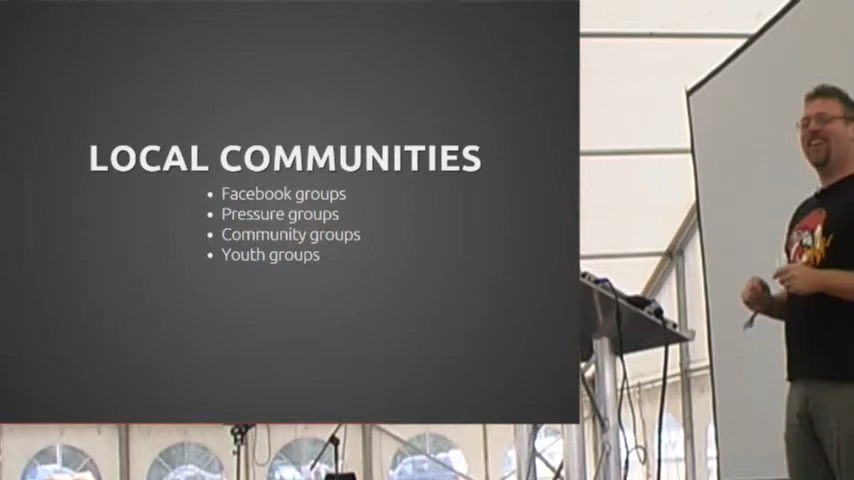 LOCAL COMMUNITIES
• Facebook groups
• Pressure groups
• Community groups
• Youth groups